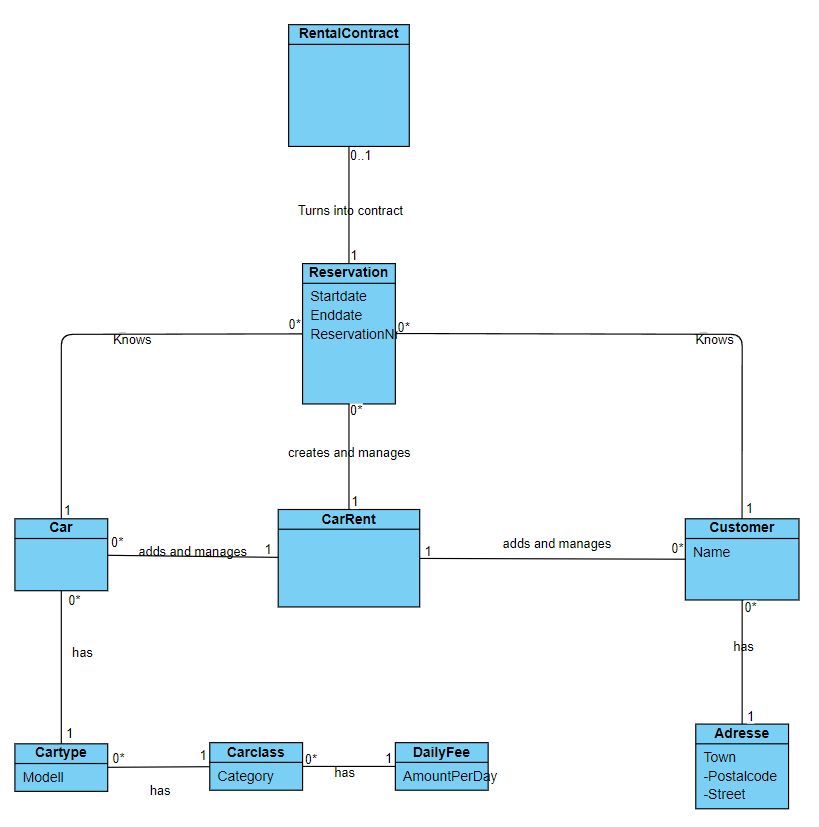 RentalContract
0..1
Turns into contract
1
Reservation
Startdate
Enddate
ReservationNr
0*
0*
Knows
Knows
0*
creates and manages
1
1
1
Car
CarRent
Customer
Name
0*
adds and manages
1
1
adds and manages
0*
0*
0*
has
has
1
1
Cartype
Modell
0*
has
1
Carclass
Category
0*
has
1
DailyFee
AmountPerDay
Adresse
Town
-Postalcode
-Street